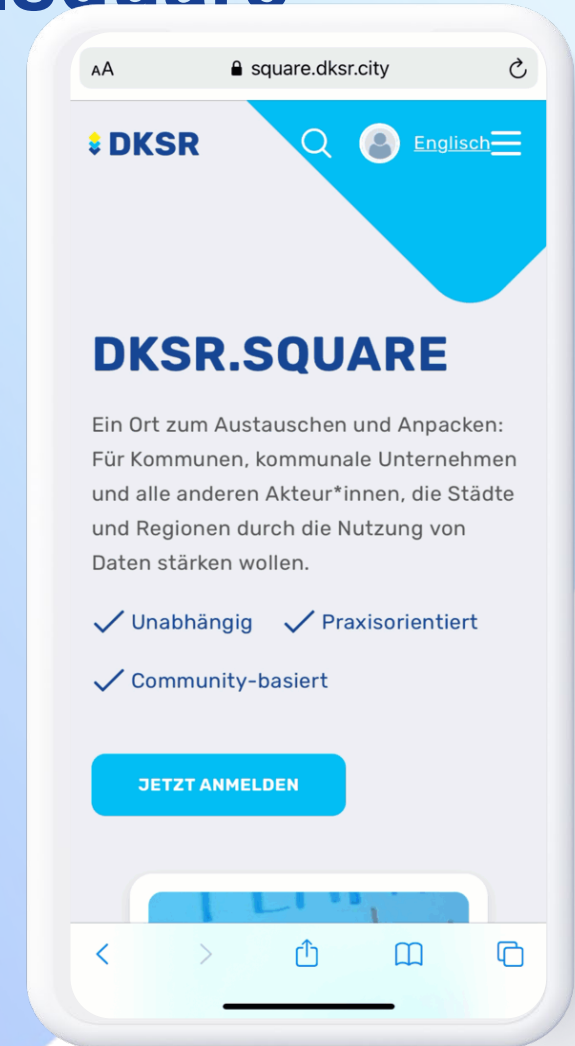 AA
square.dksr.city
DKSR
Englisch
DKSR.SQUARE
Ein Ort zum Austauschen und Anpacken:
Für Kommunen, kommunale Unternehmen
und alle anderen Akteur*innen, die Städte
und Regionen durch die Nutzung von
Daten stärken wollen.
Unabhängig
Praxisorientiert
Community-basiert
JETZT ANMELDEN